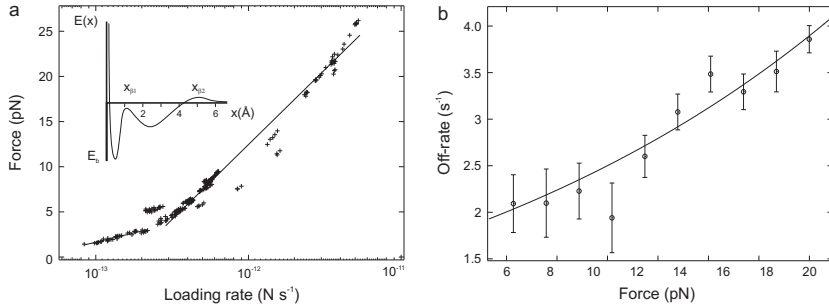 a
b
E(x)
X_β1
X_β2
2
4
6
x(Å)
E_b
25
20
15
10
5
0
Force (pN)
10⁻¹³
10⁻¹²
10⁻¹¹
Loading rate (N s⁻¹)
4.0
3.5
3.0
2.5
2.0
1.5
Off-rate (s⁻¹)
6
8
10
12
14
16
18
20
Force (pN)